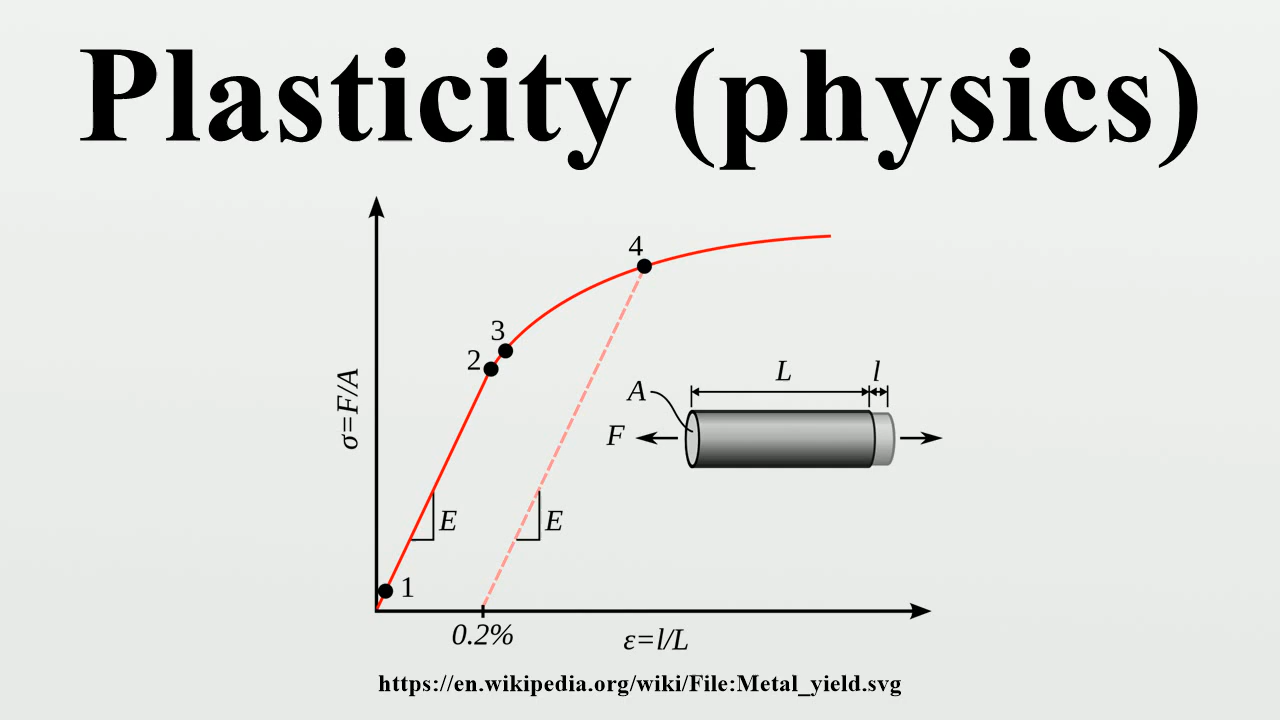 Plasticity (physics)
4
3
2
L
l
A
σ=F/A
F
E
E
1
0.2%
ε=l/L
https://en.wikipedia.org/wiki/File:Metal_yield.svg